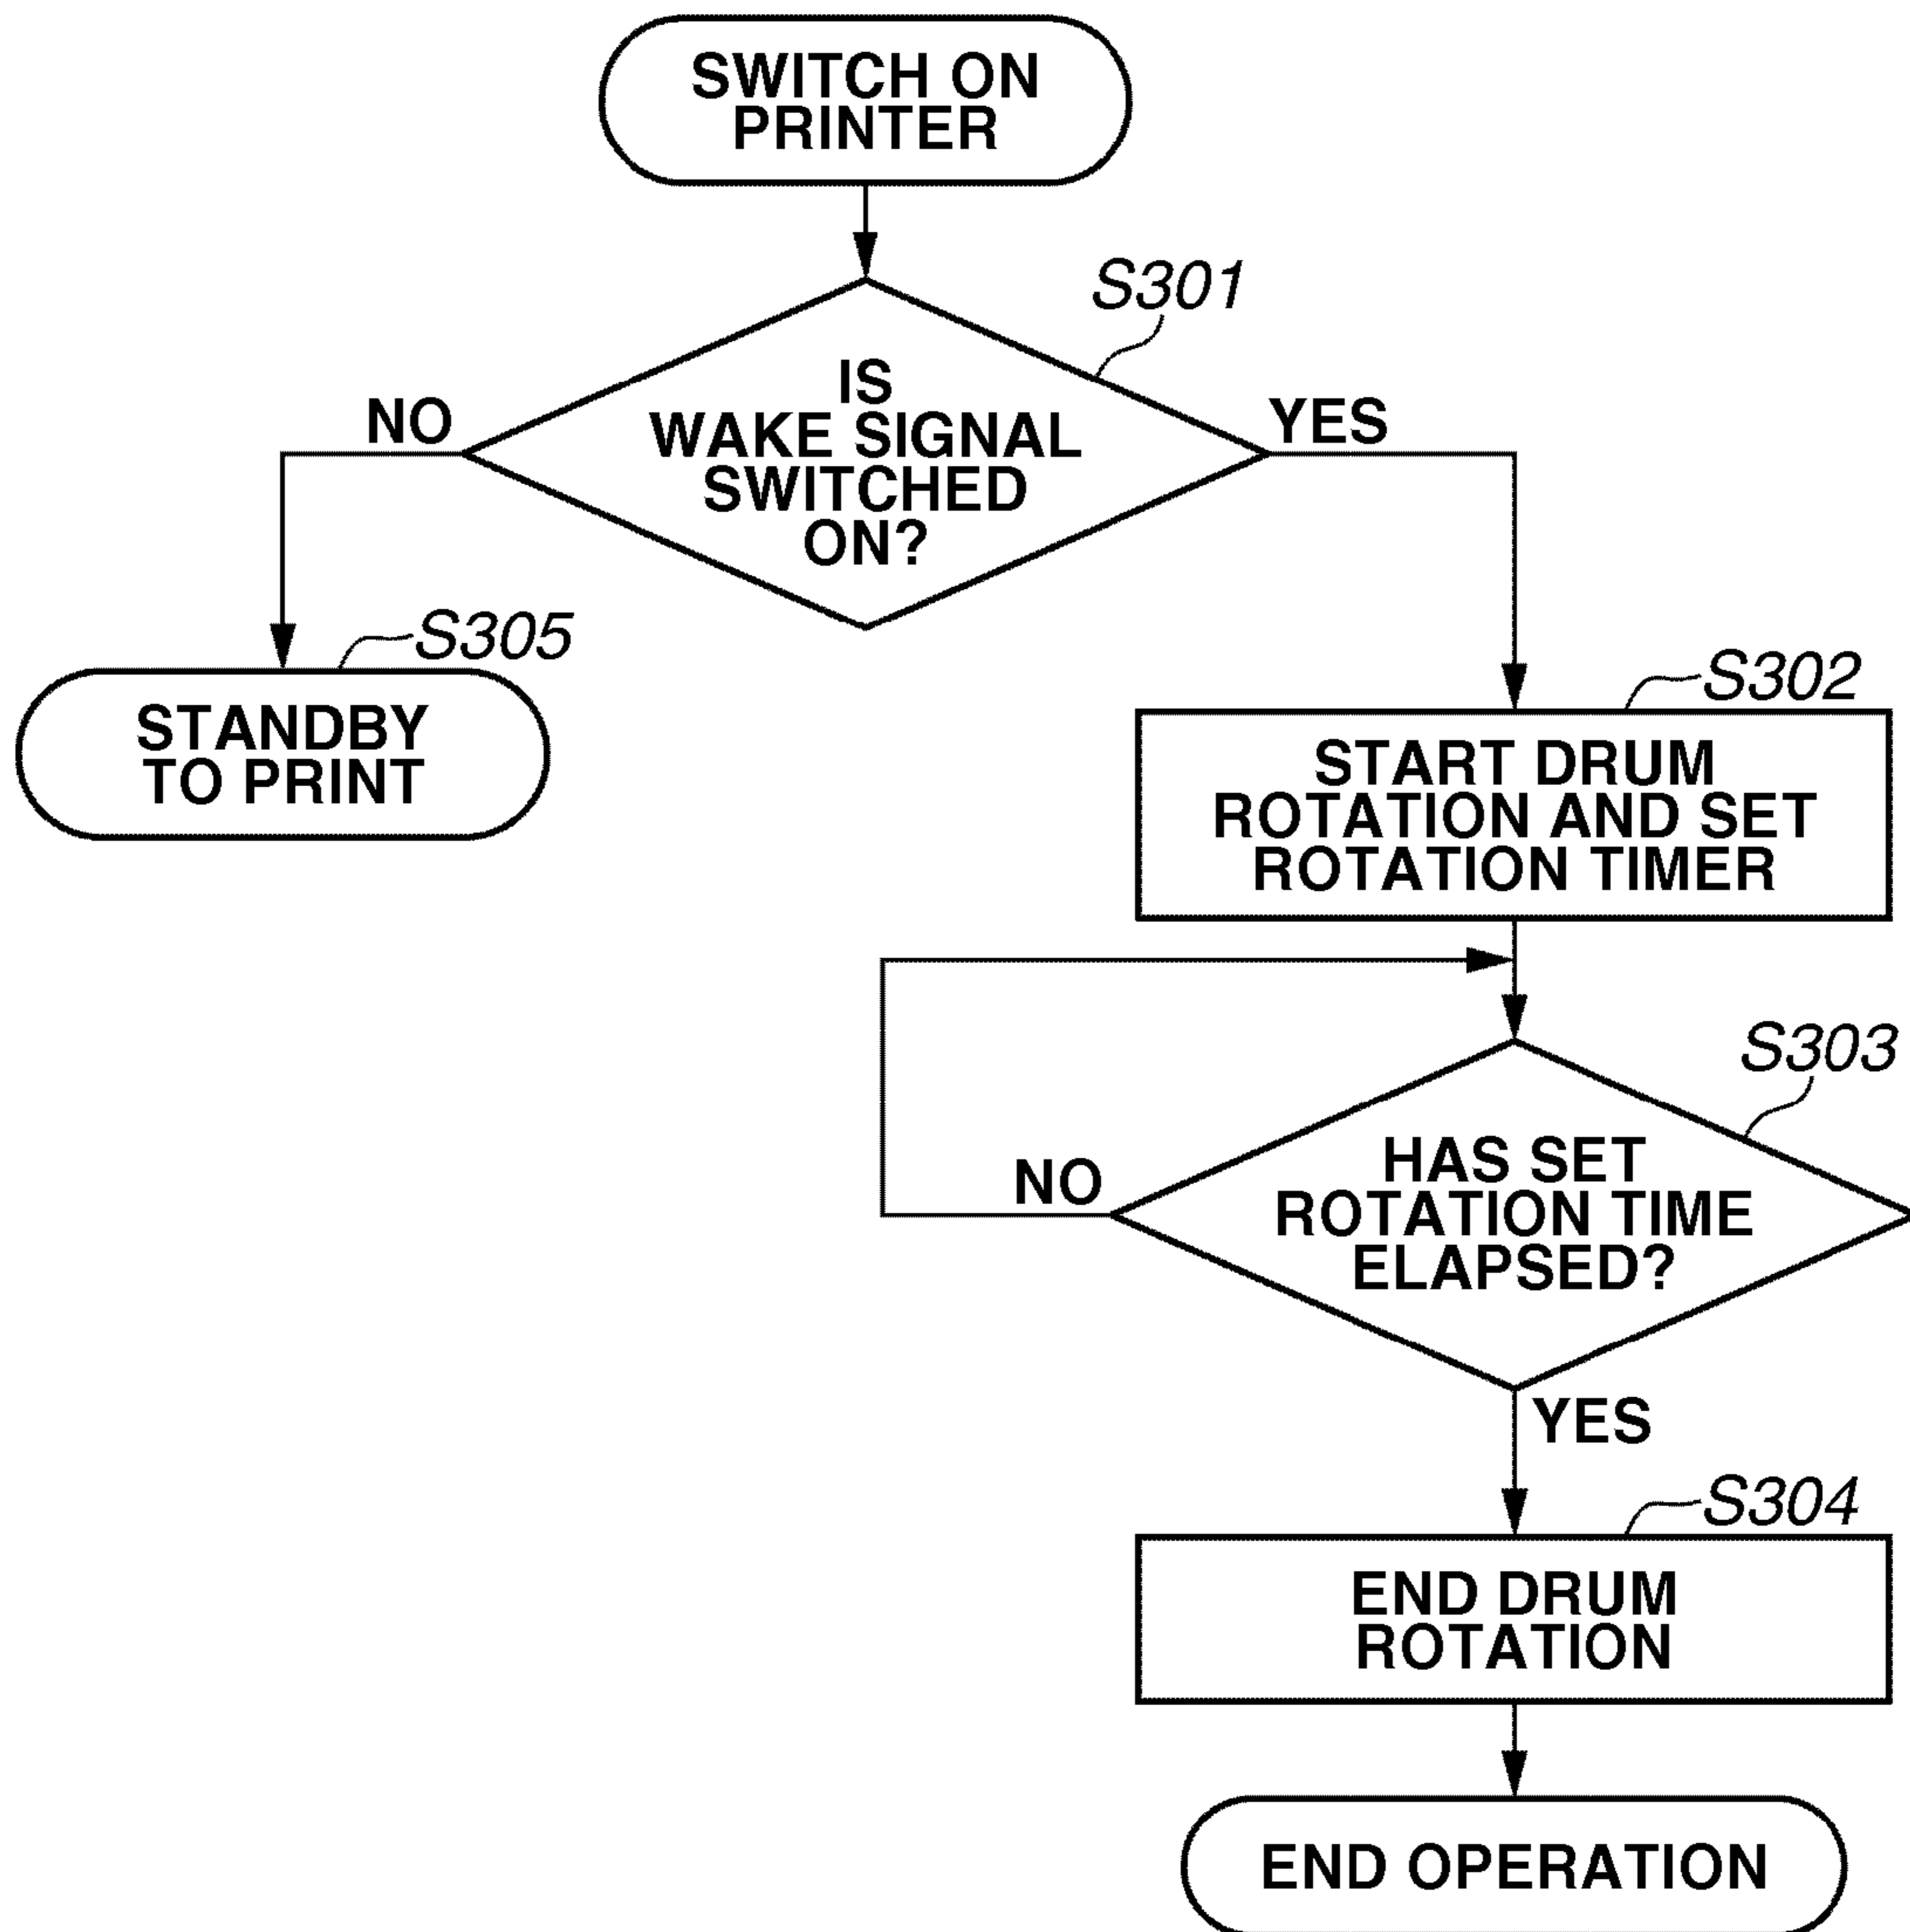 SWITCH ON
PRINTER
S301
IS
WAKE SIGNAL
SWITCHED
ON?
NO
YES
S305
STANDBY
TO PRINT
S302
START DRUM
ROTATION AND SET
ROTATION TIMER
S303
HAS SET
ROTATION TIME
ELAPSED?
NO
YES
S304
END DRUM
ROTATION
END OPERATION